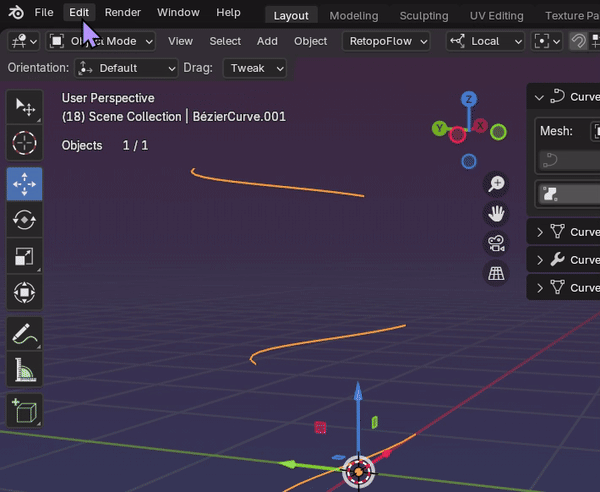 File Edit Render Window Help Layout Modeling Sculpting UV Editing Texture Pa
Object Mode View Select Add Object RetopoFlow Local
Orientation: Default Drag: Tweak
User Perspective
(18) Scene Collection | BézierCurve.001
Objects 1 / 1
Z
Y
X
Curve
Mesh:
Curve
Curve
Curve